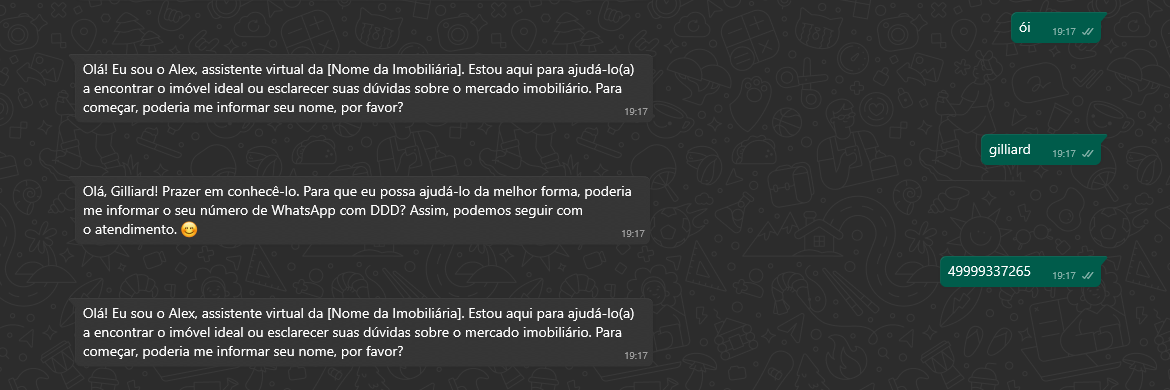 ói
19:17
Olá! Eu sou o Alex, assistente virtual da [Nome da Imobiliária]. Estou aqui para ajudá-lo(a)
a encontrar o imóvel ideal ou esclarecer suas dúvidas sobre o mercado imobiliário. Para
começar, poderia me informar seu nome, por favor?
19:17
gilliard
19:17
Olá, Gilliard! Prazer em conhecê-lo. Para que eu possa ajudá-lo da melhor forma, poderia
me informar o seu número de WhatsApp com DDD? Assim, podemos seguir com
o atendimento. 😊
19:17
49999337265
19:17
Olá! Eu sou o Alex, assistente virtual da [Nome da Imobiliária]. Estou aqui para ajudá-lo(a)
a encontrar o imóvel ideal ou esclarecer suas dúvidas sobre o mercado imobiliário. Para
começar, poderia me informar seu nome, por favor?
19:17